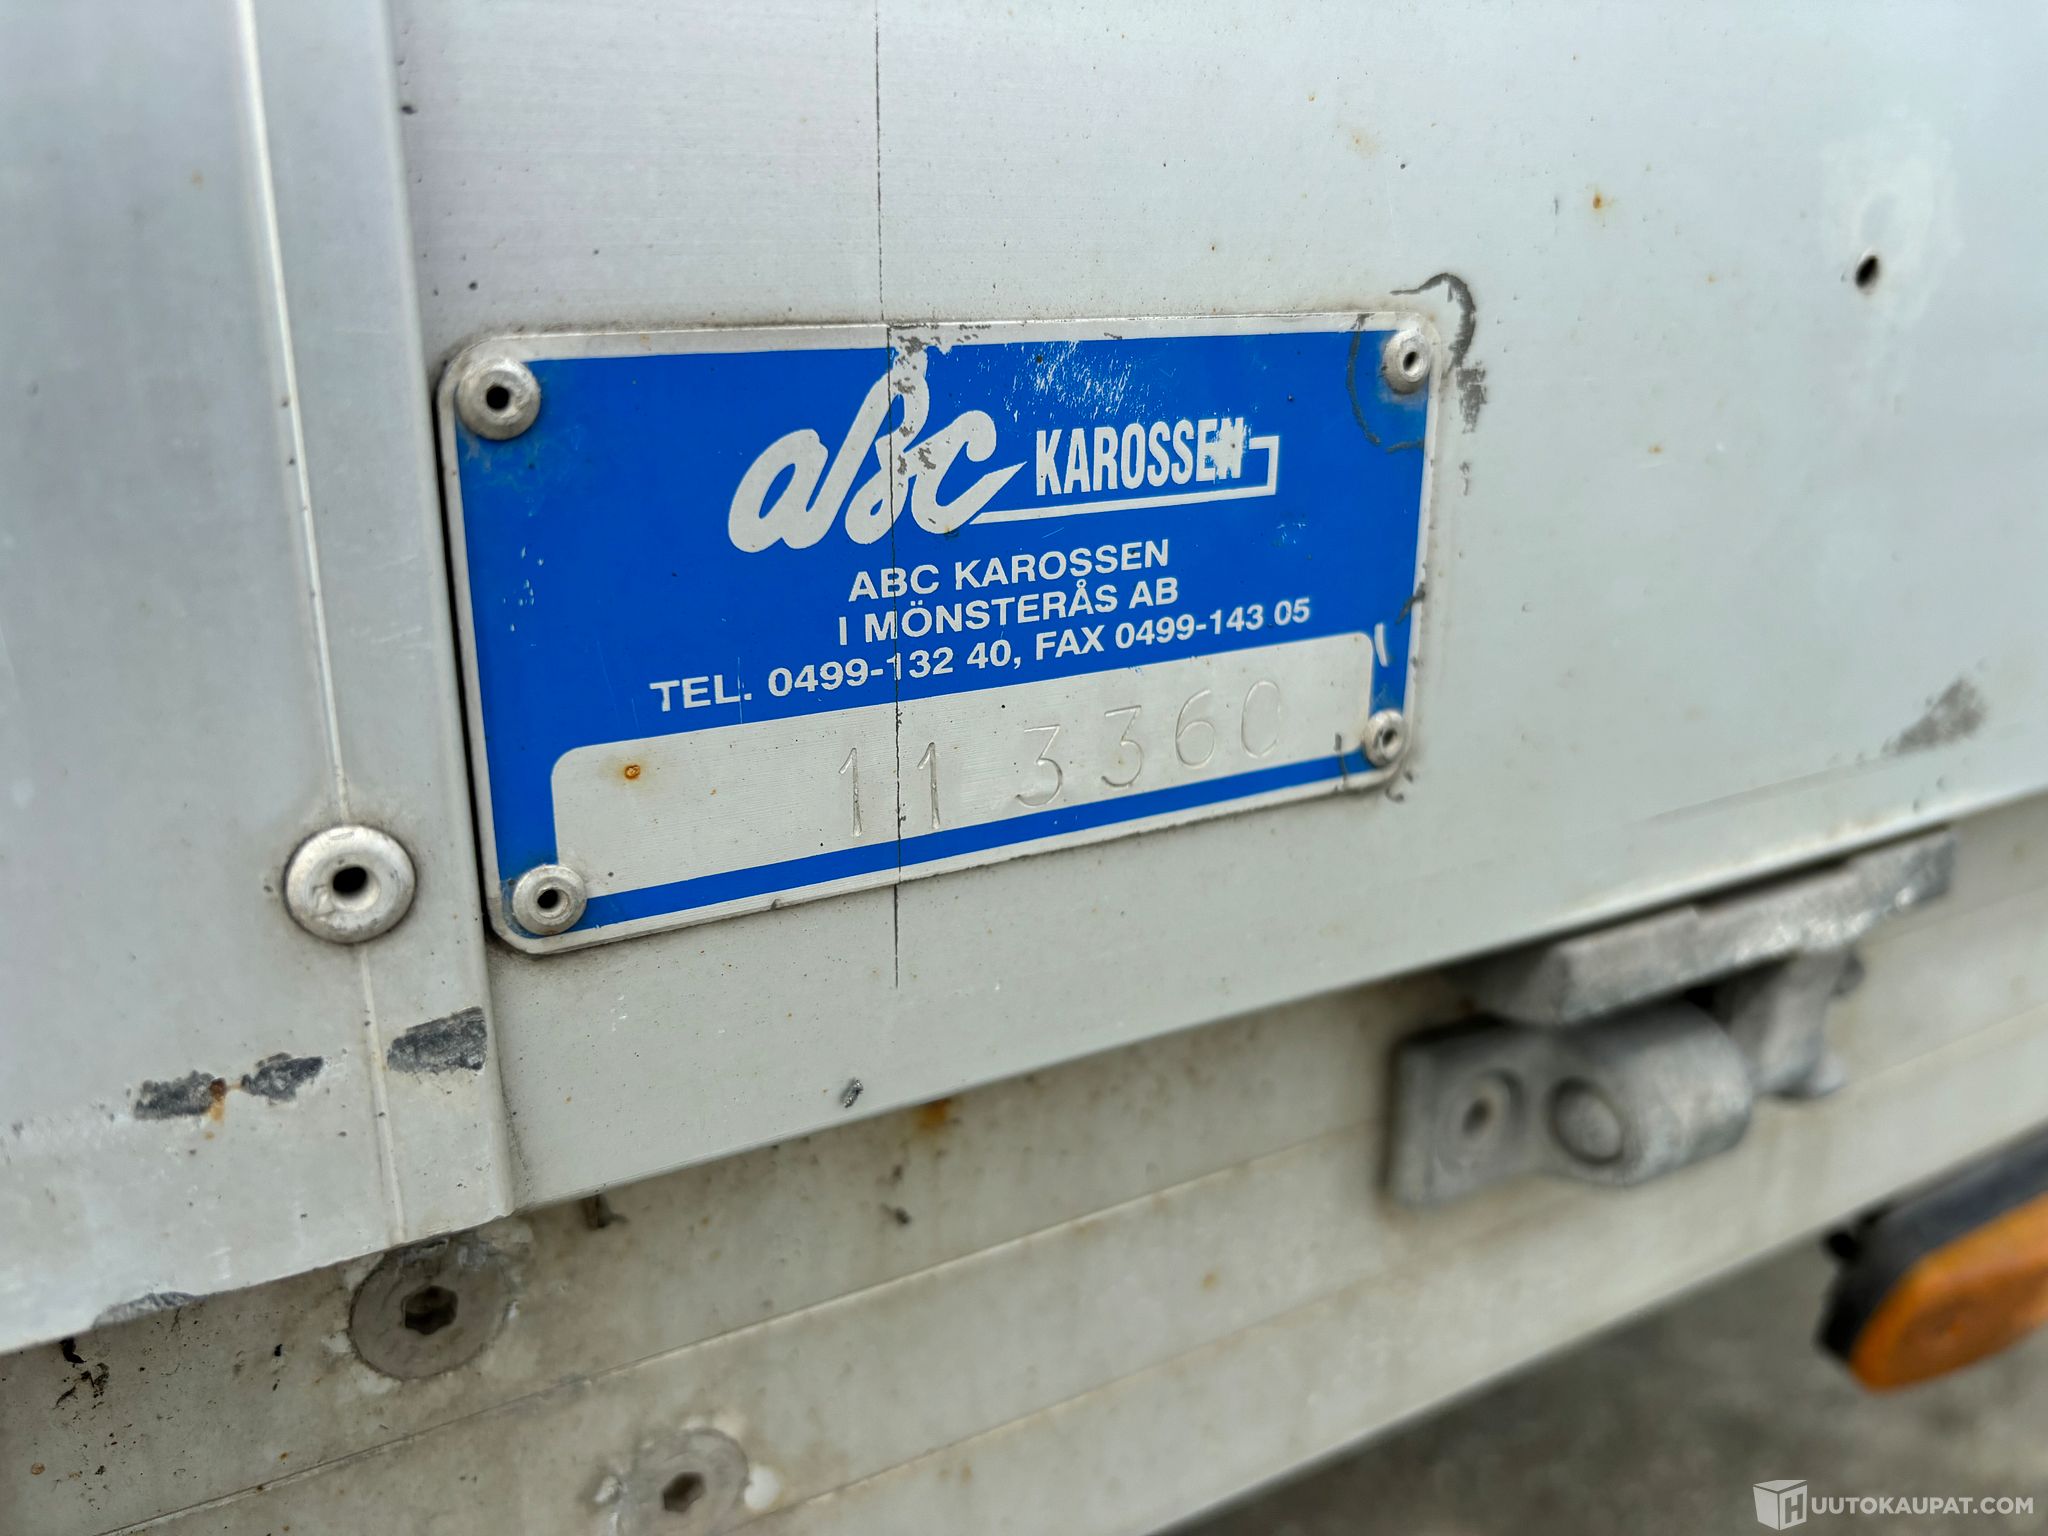 abc KAROSSEN
ABC KAROSSEN
I MÖNSTERÅS AB
TEL. 0499-132 40, FAX 0499-143 05
11 3360
HUUTOKAUPAT.COM